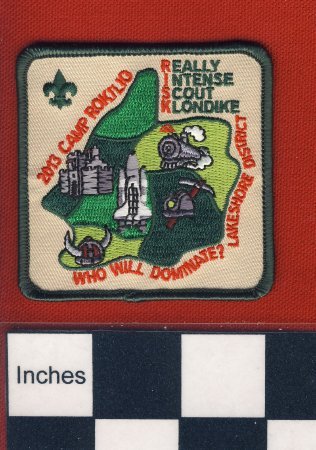 2013 CAMP ROKILIO
REALLY
INTENSE
SCOUT
KLONDIKE
LAKESHORE DISTRICT
WHO WILL DOMINATE?
Inches